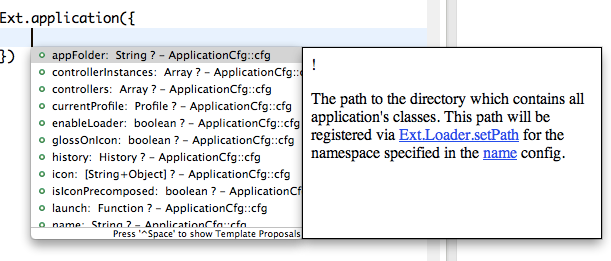 Ext.application({
})
appFolder: String ? – ApplicationCfg::cfg
controllerInstances: Array ? – ApplicationCfg::c
controllers: Array ? – ApplicationCfg::cfg
currentProfile: Profile ? – ApplicationCfg::cfg
enableLoader: boolean ? – ApplicationCfg::cfg
glossOnIcon: boolean ? – ApplicationCfg::cfg
history: History ? – ApplicationCfg::cfg
icon: [String+Object] ? – ApplicationCfg::cfg
isIconPrecomposed: boolean ? – ApplicationCf
launch: Function ? – ApplicationCfg::cfg
name: String ? – ApplicationCfg::cfg
Press '^Space' to show Template Proposals
!
The path to the directory which contains all
application's classes. This path will be
registered via Ext.Loader.setPath for the
namespace specified in the name config.